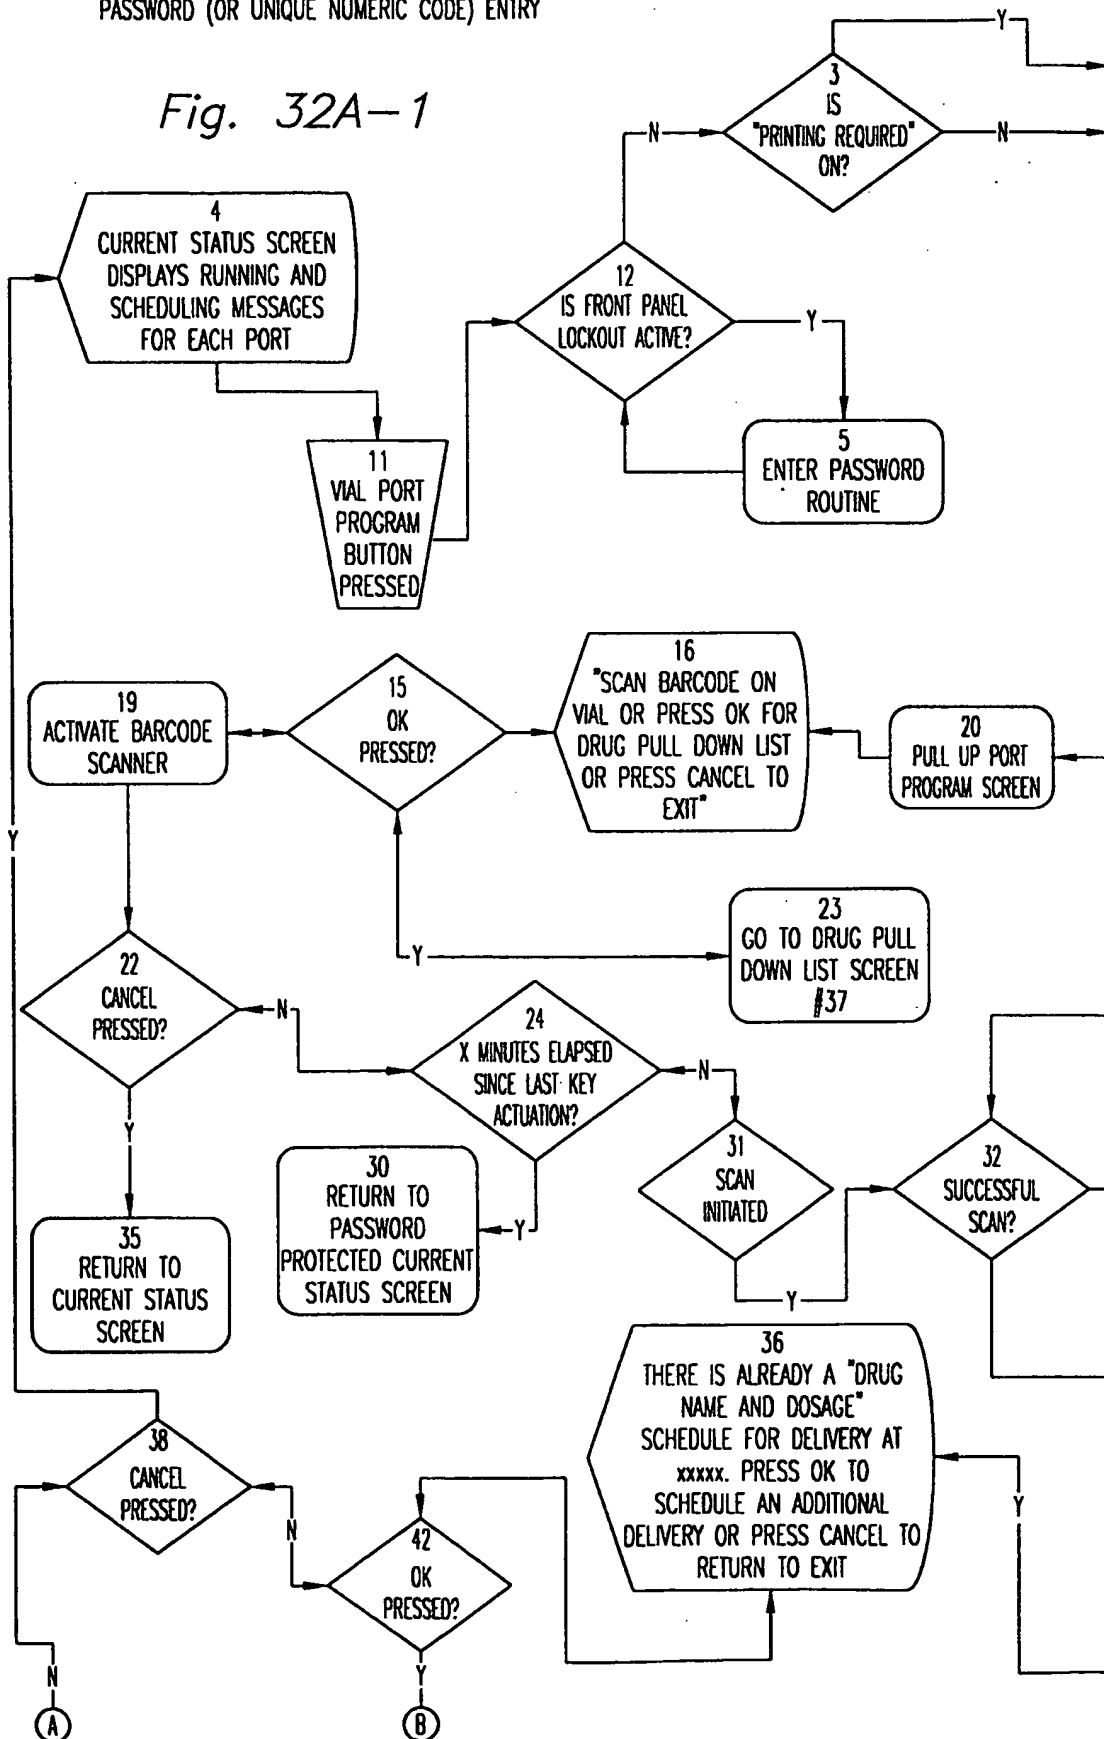 PASSWORD (OR UNIQUE NUMERIC CODE) ENTRY
Fig. 32A-1
Y
3
IS
"PRINTING REQUIRED"
ON?
N
N
4
CURRENT STATUS SCREEN
DISPLAYS RUNNING AND
SCHEDULING MESSAGES
FOR EACH PORT
12
IS FRONT PANEL
LOCKOUT ACTIVE?
Y
5
ENTER PASSWORD
ROUTINE
11
VIAL PORT
PROGRAM
BUTTON
PRESSED
19
ACTIVATE BARCODE
SCANNER
15
OK
PRESSED?
16
"SCAN BARCODE ON
VIAL OR PRESS OK FOR
DRUG PULL DOWN LIST
OR PRESS CANCEL TO
EXIT"
20
PULL UP PORT
PROGRAM SCREEN
Y
Y
23
GO TO DRUG PULL
DOWN LIST SCREEN
#37
22
CANCEL
PRESSED?
N
24
X MINUTES ELAPSED
SINCE LAST KEY
ACTUATION?
N
Y
31
SCAN
INITIATED
32
SUCCESSFUL
SCAN?
30
RETURN TO
PASSWORD
PROTECTED CURRENT
STATUS SCREEN
Y
35
RETURN TO
CURRENT STATUS
SCREEN
Y
36
THERE IS ALREADY A "DRUG
NAME AND DOSAGE"
SCHEDULE FOR DELIVERY AT
xxxxx. PRESS OK TO
SCHEDULE AN ADDITIONAL
DELIVERY OR PRESS CANCEL TO
RETURN TO EXIT
Y
38
CANCEL
PRESSED?
N
42
OK
PRESSED?
N
Y
A
B